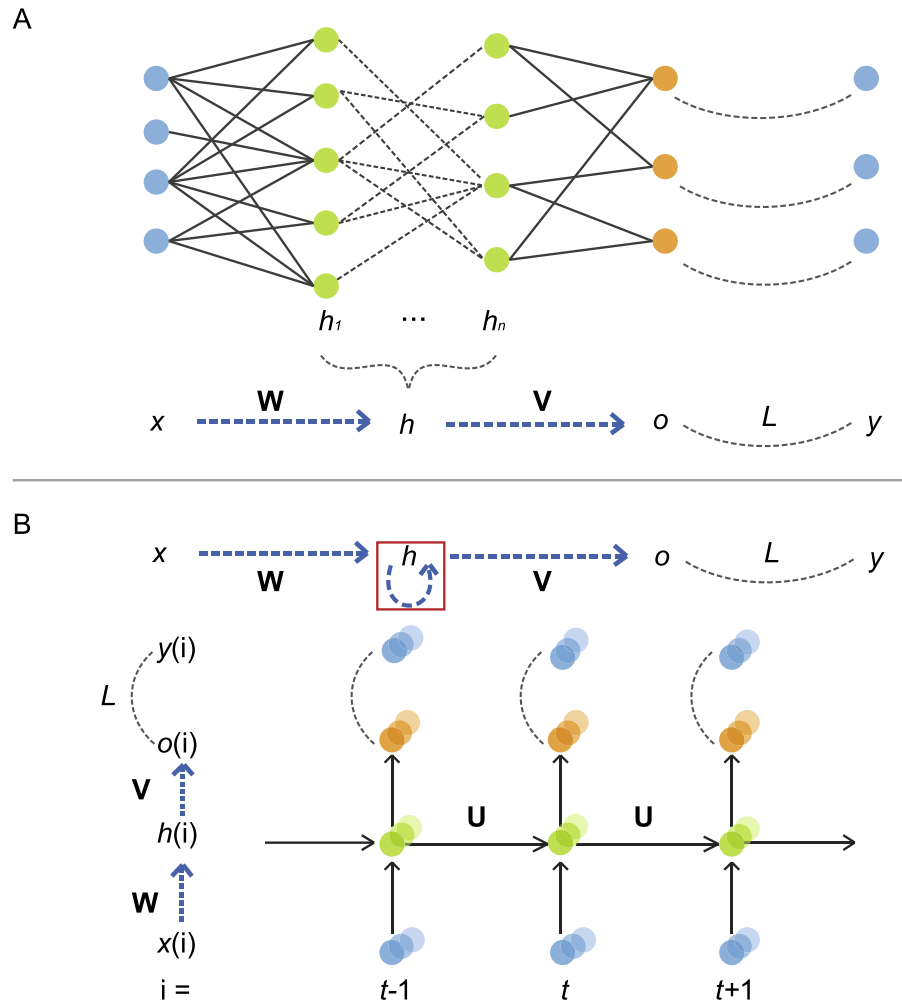 A
h1 ... hn
W V
x h o L y
B
x h o L y
W V
y(i)
L
o(i)
V
h(i) U U
W
x(i)
i = t-1 t t+1